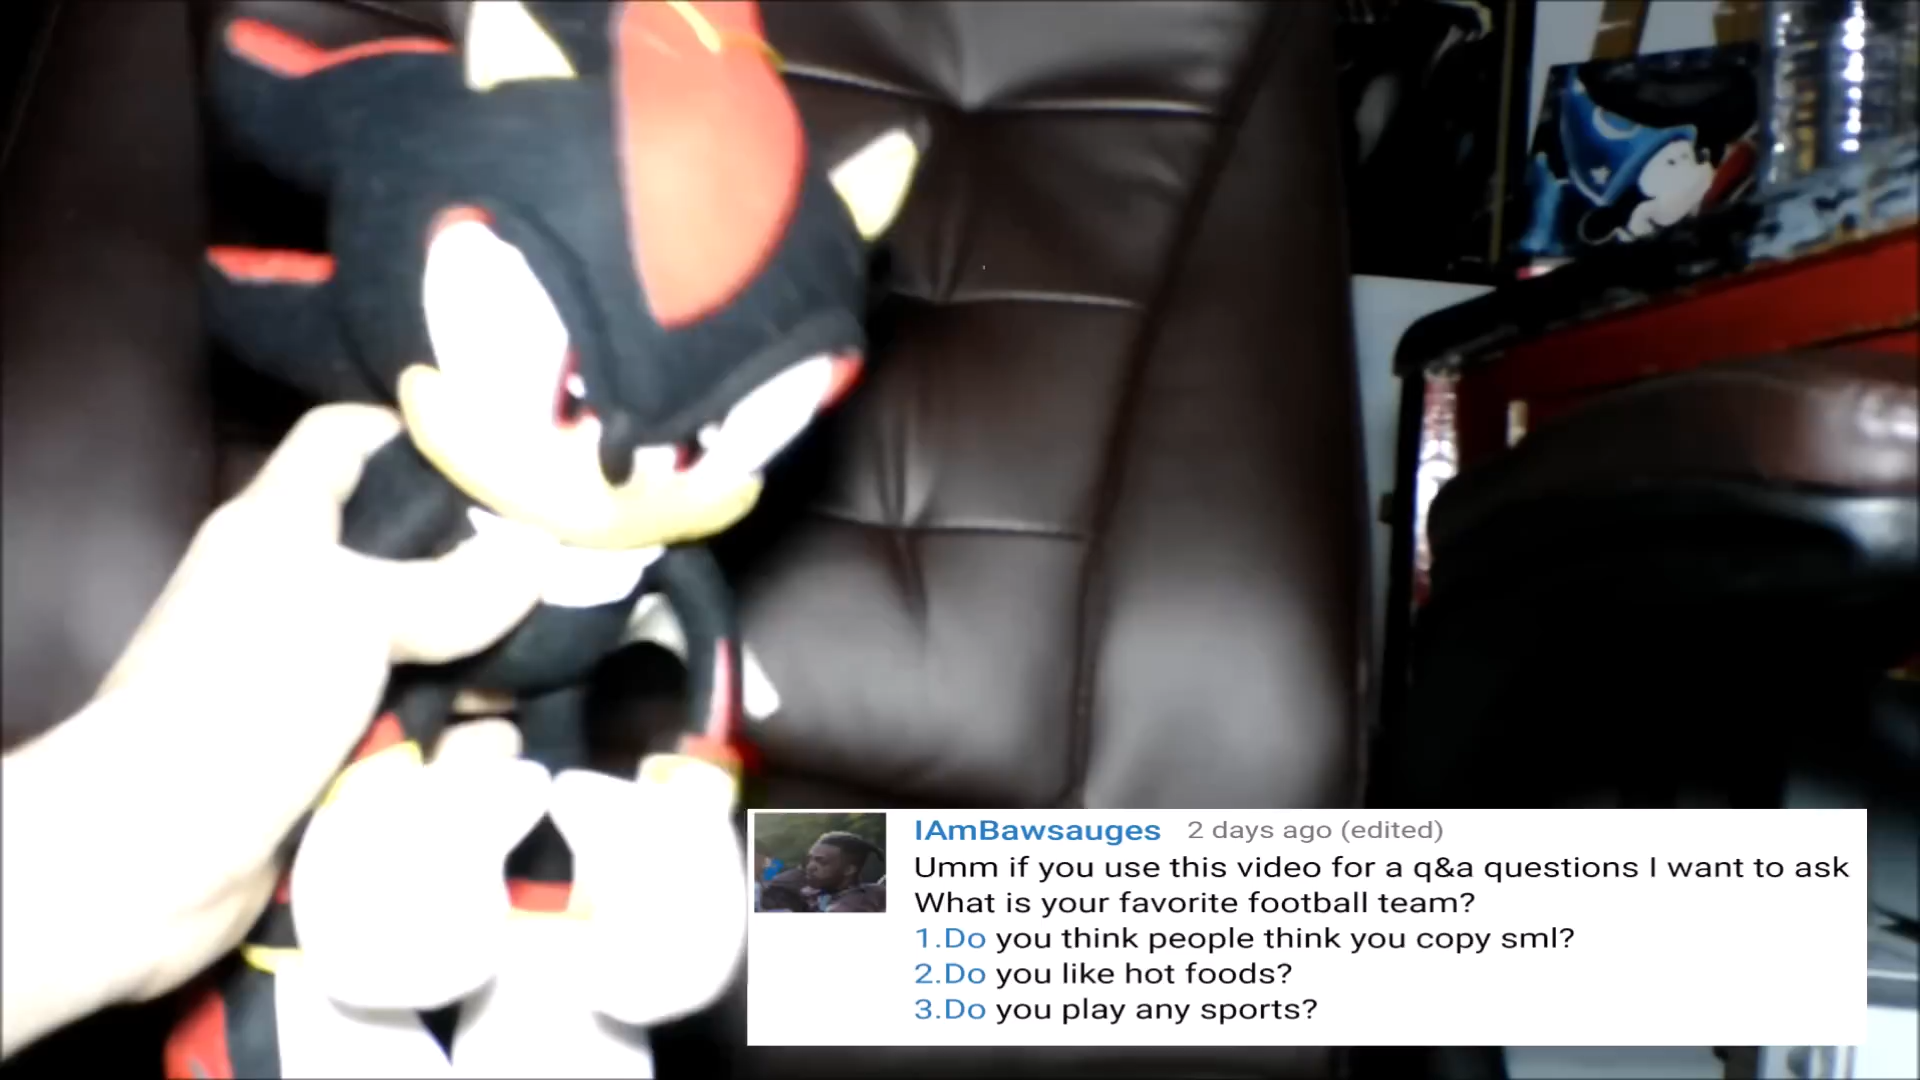 IAmBawsauges 2 days ago (edited)
Umm if you use this video for a q&a questions I want to ask
What is your favorite football team?
1.Do you think people think you copy sml?
2.Do you like hot foods?
3.Do you play any sports?